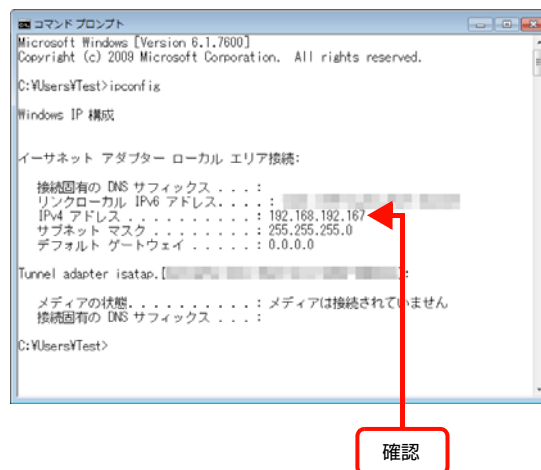 コマンド プロンプト
Microsoft Windows [Version 6.1.7600]
Copyright (c) 2009 Microsoft Corporation.  All rights reserved.
C:¥Users¥Test>ipconfig
Windows IP 構成
イーサネット アダプター ローカル エリア接続:
接続固有の DNS サフィックス . . . :
リンクローカル IPv6 アドレス. . . . :
IPv4 アドレス . . . . . . . . . . : 192.168.192.167
サブネット マスク . . . . . . . . : 255.255.255.0
デフォルト ゲートウェイ . . . . . : 0.0.0.0
Tunnel adapter isatap.[ ]:
メディアの状態. . . . . . . . . . : メディアは接続されていません
接続固有の DNS サフィックス . . . :
C:¥Users¥Test>
確認